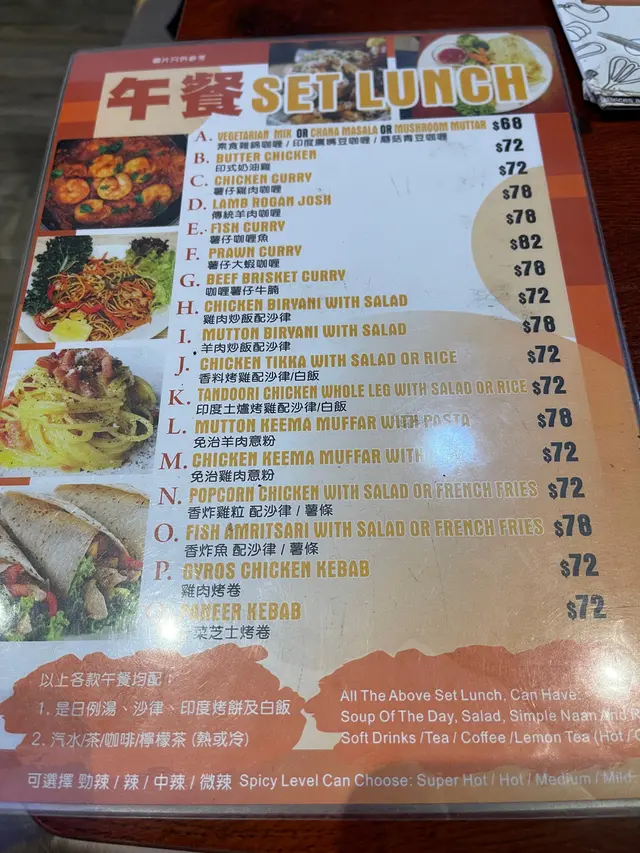 圖片只供參考
午餐 SET LUNCH
A. VEGETARIAN MIX OR CHANA MASALA OR MUSHROOM MUTTAR $68
素食雜錦咖喱 / 印度鷹嘴豆咖喱 / 蘑菇青豆咖喱
B. BUTTER CHICKEN $72
印式奶油雞
C. CHICKEN CURRY $72
薯仔雞肉咖喱
D. LAMB ROGAN JOSH $78
傳統羊肉咖喱
E. FISH CURRY $78
薯仔咖喱魚
F. PRAWN CURRY $82
薯仔大蝦咖喱
G. BEEF BRISKET CURRY $78
咖喱薯仔牛腩
H. CHICKEN BIRYANI WITH SALAD $72
雞肉炒飯配沙律
I. MUTTON BIRYANI WITH SALAD $78
羊肉炒飯配沙律
J. CHICKEN TIKKA WITH SALAD OR RICE $72
香料烤雞配沙律/白飯
K. TANDOORI CHICKEN WHOLE LEG WITH SALAD OR RICE $72
印度土爐烤雞配沙律/白飯
L. MUTTON KEEMA MUFFAR WITH PASTA $78
免治羊肉意粉
M. CHICKEN KEEMA MUFFAR WITH $72
免治雞肉意粉
N. POPCORN CHICKEN WITH SALAD OR FRENCH FRIES $72
香炸雞粒 配沙律 / 薯條
O. FISH AMRITSARI WITH SALAD OR FRENCH FRIES $78
香炸魚 配沙律 / 薯條
P. GYROS CHICKEN KEBAB $72
雞肉烤卷
PANEER KEBAB $72
菜芝士烤卷
以上各款午餐均配：
1. 是日例湯、沙律、印度烤餅及白飯
2. 汽水/茶/咖啡/檸檬茶 (熱或冷)
All The Above Set Lunch, Can Have:
Soup Of The Day, Salad, Simple Naan And
Soft Drinks /Tea / Coffee /Lemon Tea (Hot /
可選擇 勁辣 / 辣 / 中辣 / 微辣 Spicy Level Can Choose: Super Hot / Hot / Medium / Mild